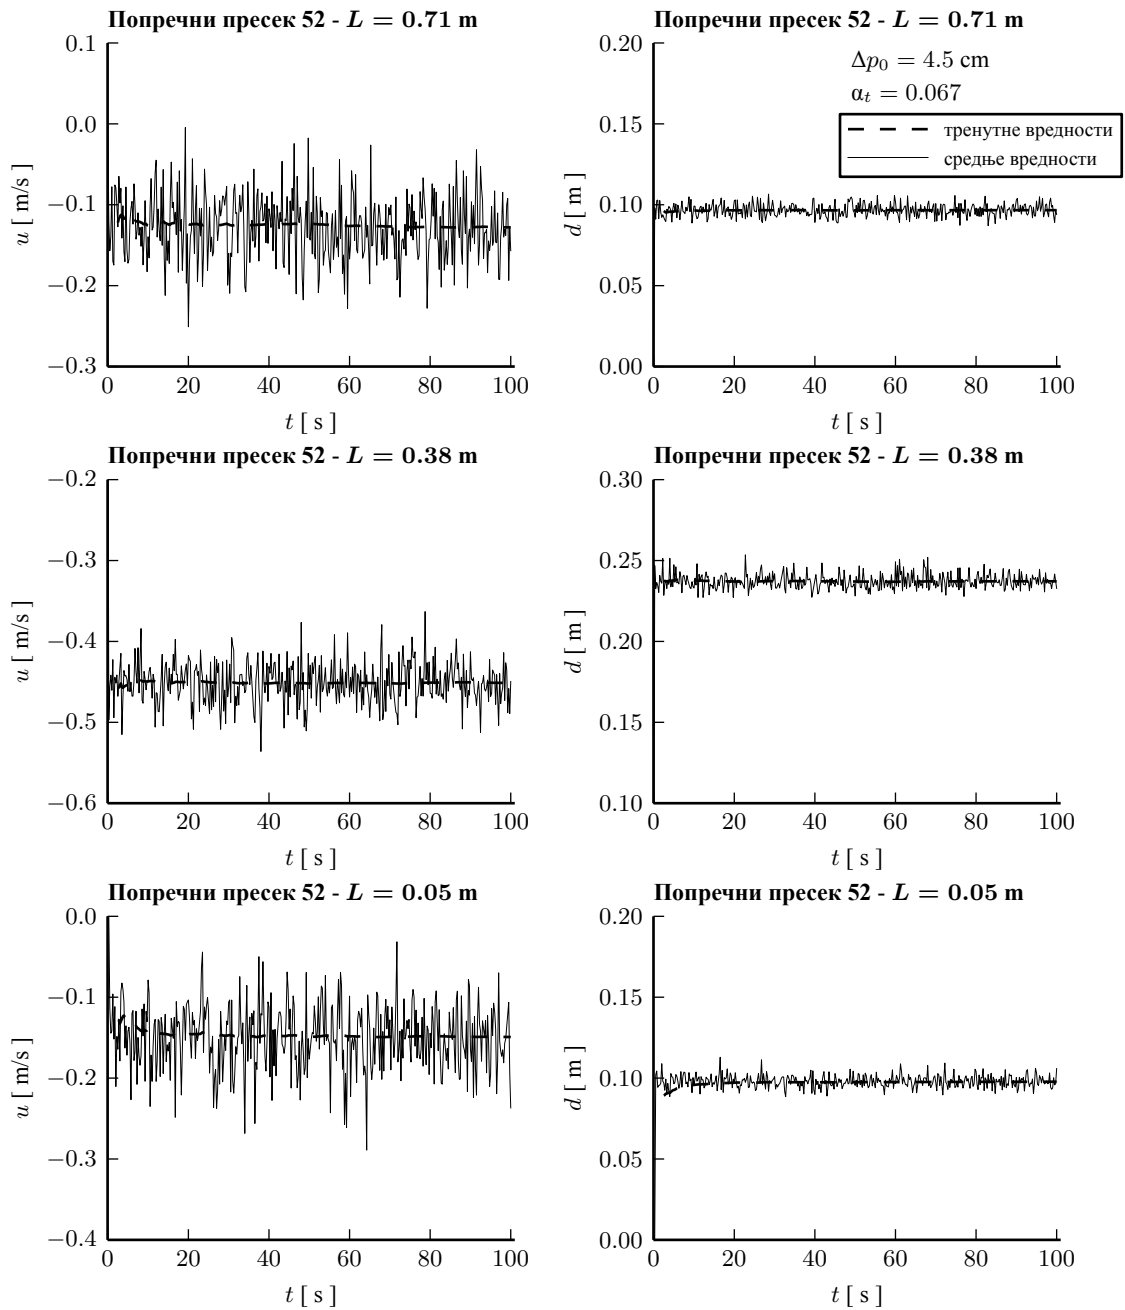 Попречни пресек 52 - L = 0.71 m
0.1
0.0
−0.1
−0.2
−0.3
u [ m/s ]
0 20 40 60 80 100
t [ s ]
Попречни пресек 52 - L = 0.71 m
0.20
0.15
0.10
0.05
0.00
d [ m ]
0 20 40 60 80 100
t [ s ]
Δp₀ = 4.5 cm
αₜ = 0.067
тренутне вредности
средње вредности
Попречни пресек 52 - L = 0.38 m
−0.2
−0.3
−0.4
−0.5
−0.6
u [ m/s ]
0 20 40 60 80 100
t [ s ]
Попречни пресек 52 - L = 0.38 m
0.30
0.25
0.20
0.15
0.10
d [ m ]
0 20 40 60 80 100
t [ s ]
Попречни пресек 52 - L = 0.05 m
0.0
−0.1
−0.2
−0.3
−0.4
u [ m/s ]
0 20 40 60 80 100
t [ s ]
Попречни пресек 52 - L = 0.05 m
0.20
0.15
0.10
0.05
0.00
d [ m ]
0 20 40 60 80 100
t [ s ]